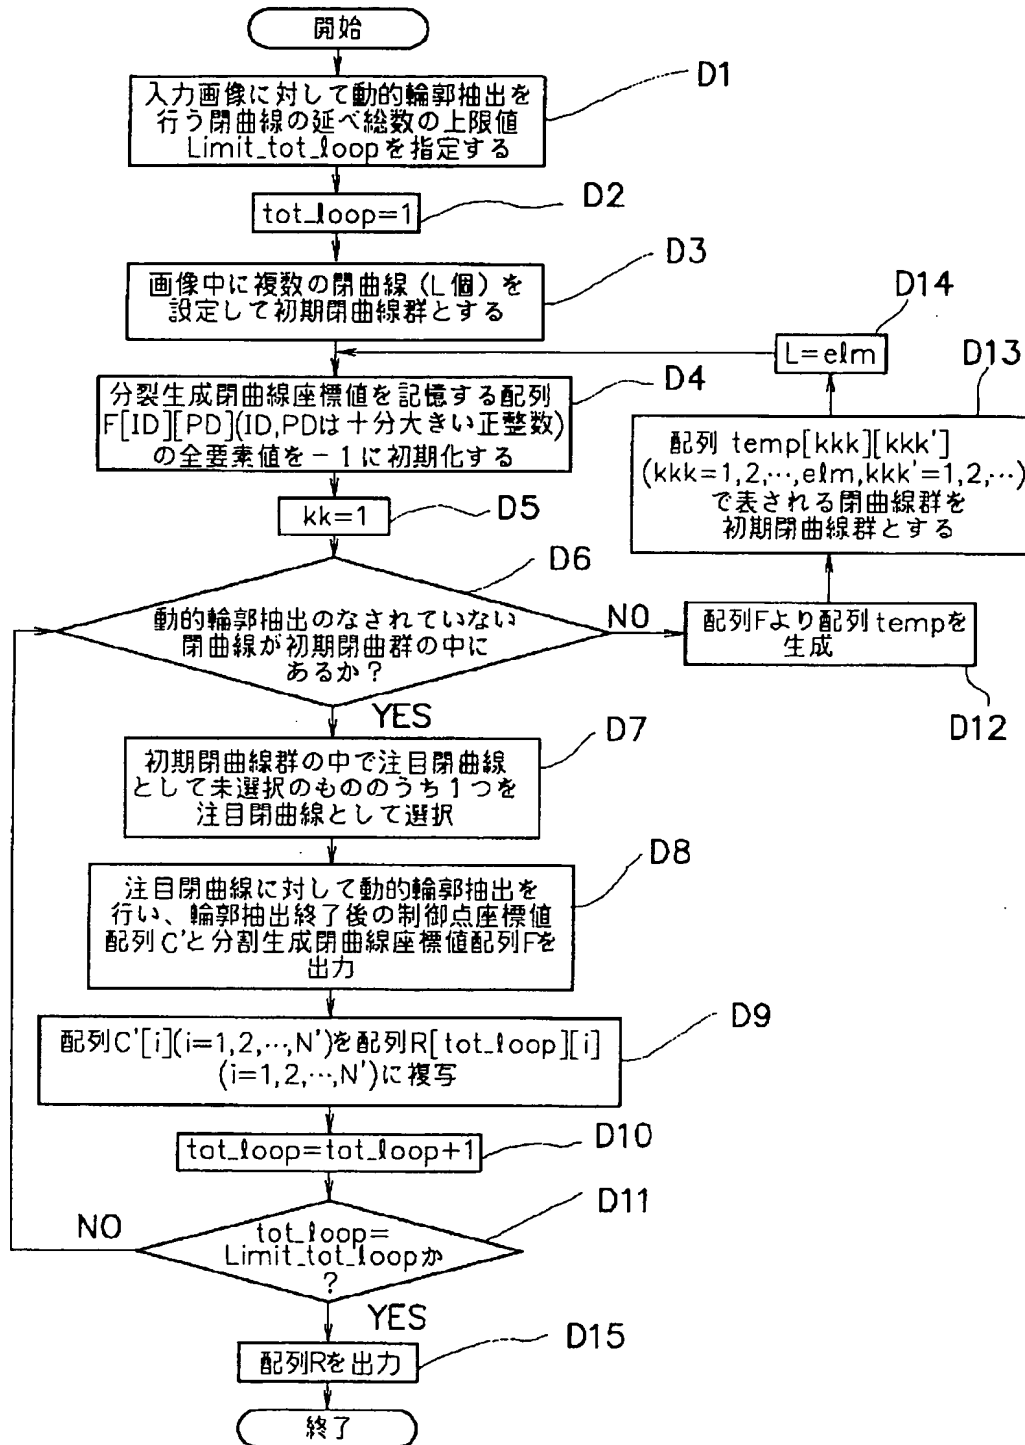 開始
入力画像に対して動的輪郭抽出を
行う閉曲線の延べ総数の上限値
Limit_tot_loopを指定する
D1
tot_loop=1
D2
画像中に複数の閉曲線(L個)を
設定して初期閉曲線群とする
D3
分裂生成閉曲線座標値を記憶する配列
F[ID][PD](ID,PDは十分大きい正整数)
の全要素値を-1に初期化する
D4
kk=1
D5
動的輪郭抽出のなされていない
閉曲線が初期閉曲群の中に
あるか?
D6
NO
YES
初期閉曲線群の中で注目閉曲線
として未選択のもののうち1つを
注目閉曲線として選択
D7
注目閉曲線に対して動的輪郭抽出を
行い、輪郭抽出終了後の制御点座標値
配列C'と分割生成閉曲線座標値配列Fを
出力
D8
配列C'[i](i=1,2,…,N')を配列R[tot_loop][i]
(i=1,2,…,N')に複写
D9
tot_loop=tot_loop+1
D10
tot_loop=
Limit_tot_loopか
?
D11
NO
YES
配列Rを出力
D15
終了
配列Fより配列tempを
生成
D12
配列 temp[kkk][kkk']
(kkk=1,2,…,elm,kkk'=1,2,…)
で表される閉曲線群を
初期閉曲線群とする
D13
L=elm
D14